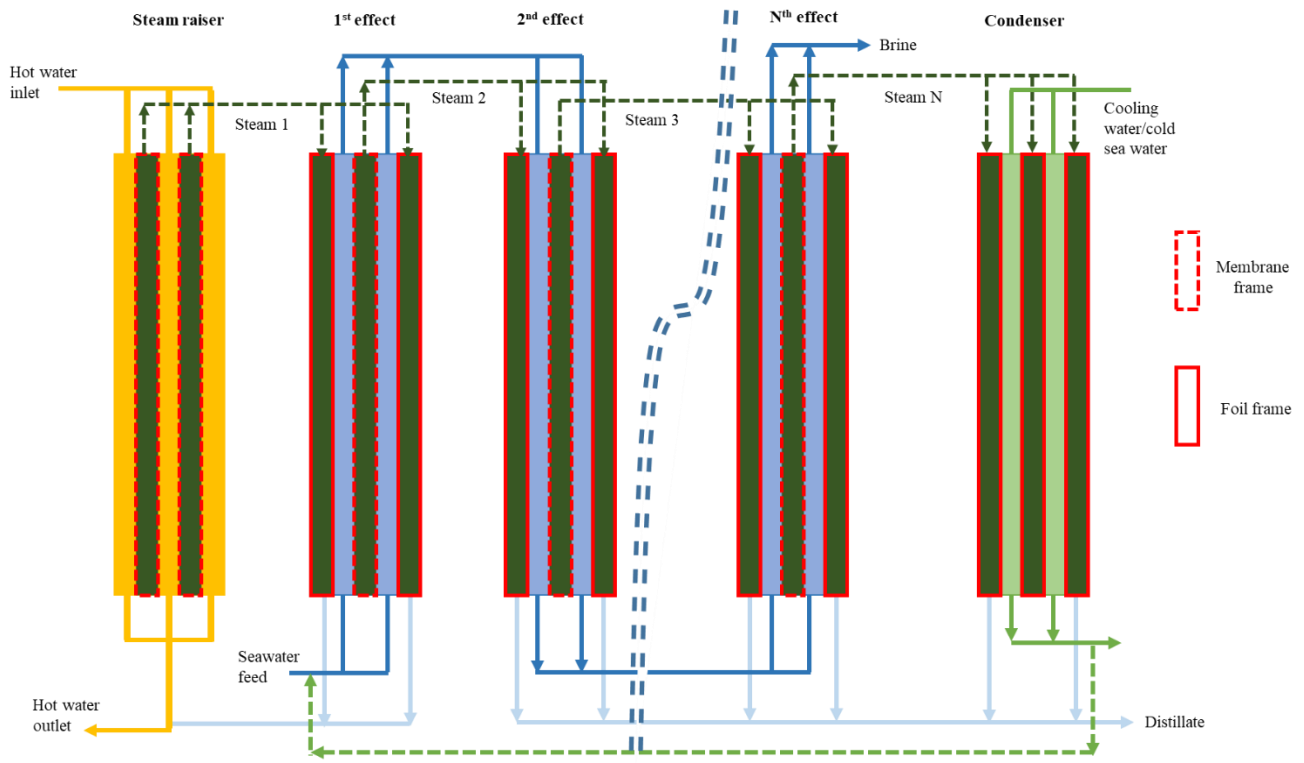 Steam raiser
1st effect
2nd effect
Nth effect
Condenser
Hot water
inlet
Brine
Steam 1
Steam 2
Steam 3
Steam N
Cooling
water/cold
sea water
Membrane
frame
Foil frame
Seawater
feed
Hot water
outlet
Distillate